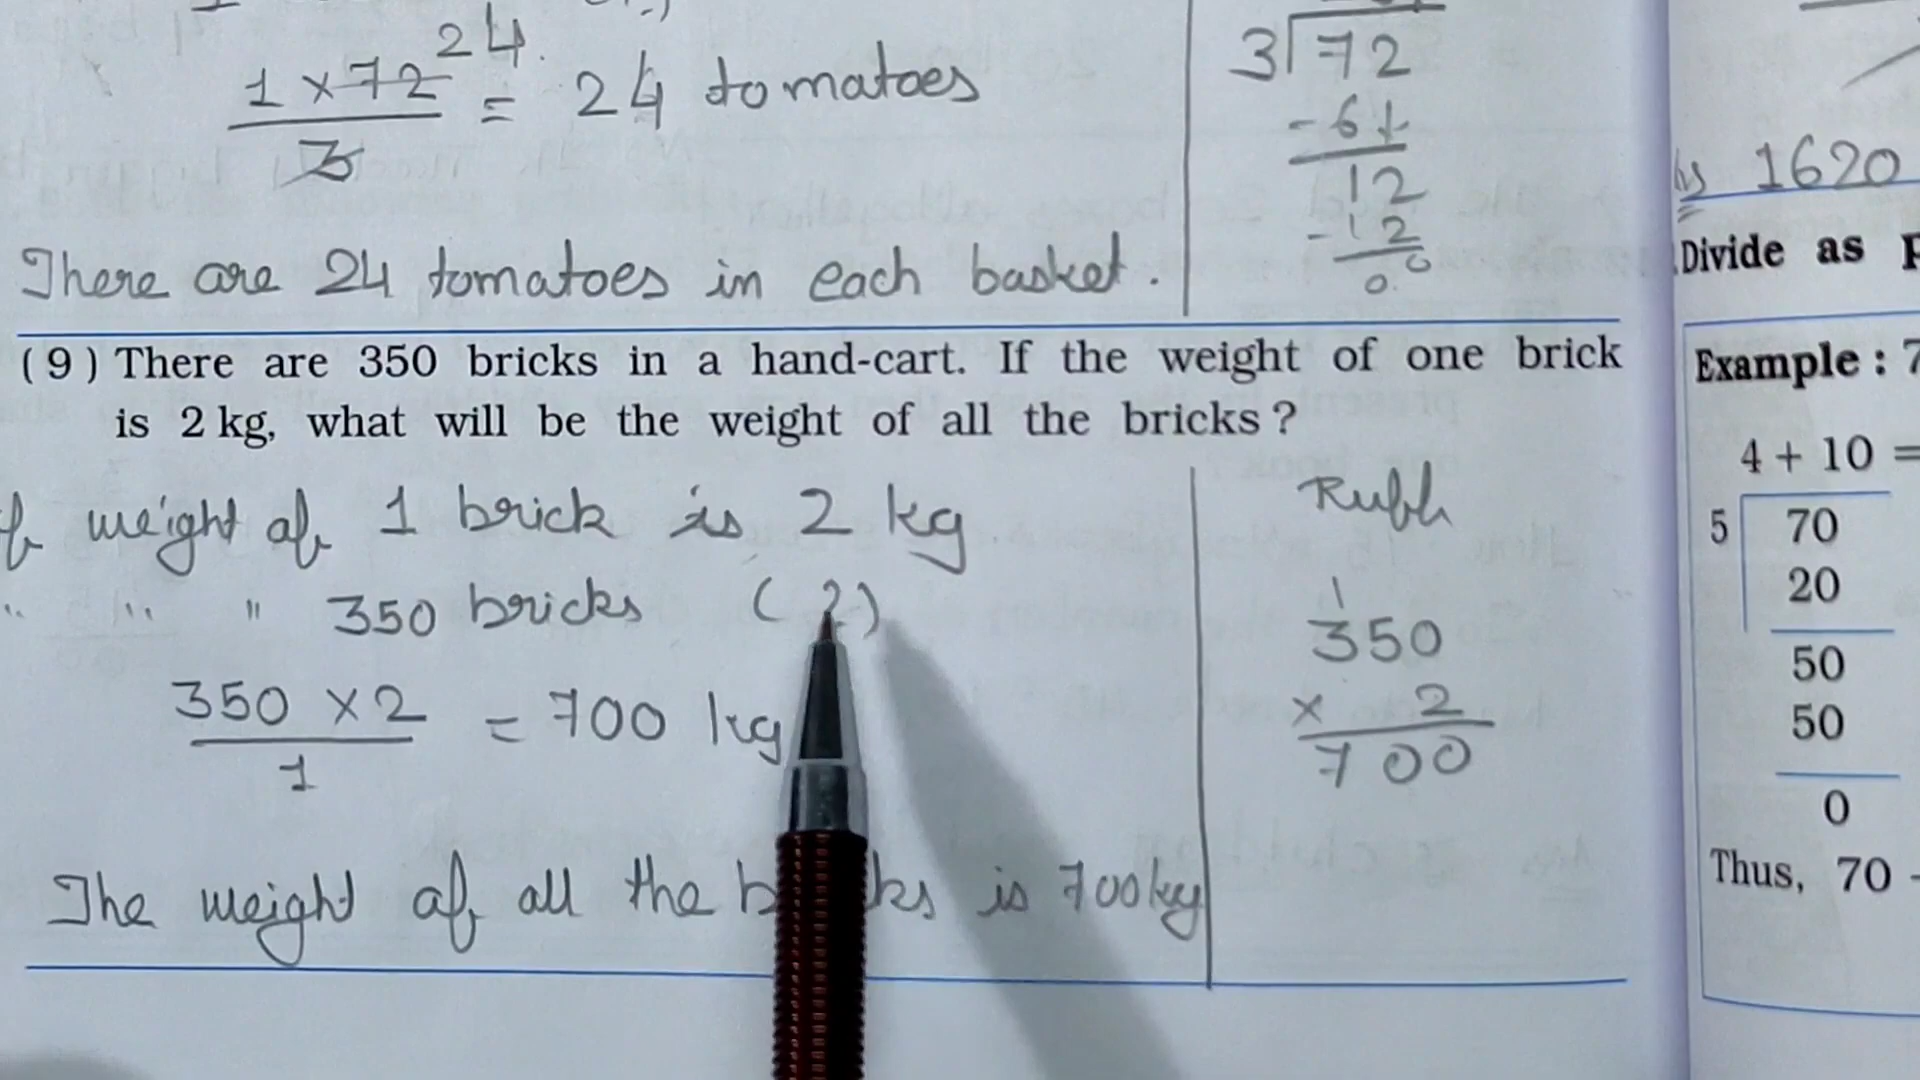 24.
1 × 72 = 24 tomatoes
3
3 72
- 6
12
- 12
00
There are 24 tomatoes in each basket.
(9) There are 350 bricks in a hand-cart. If the weight of one brick
is 2 kg, what will be the weight of all the bricks?
weight of 1 brick is 2 kg
" " " 350 bricks (?)
350 × 2 = 700 kg
1
The weight of all the b ks is 700 kg
1
350
× 2
700
1620
Divide as
Example : 7
4 + 10 =
5 70
20
50
50
0
Thus, 70